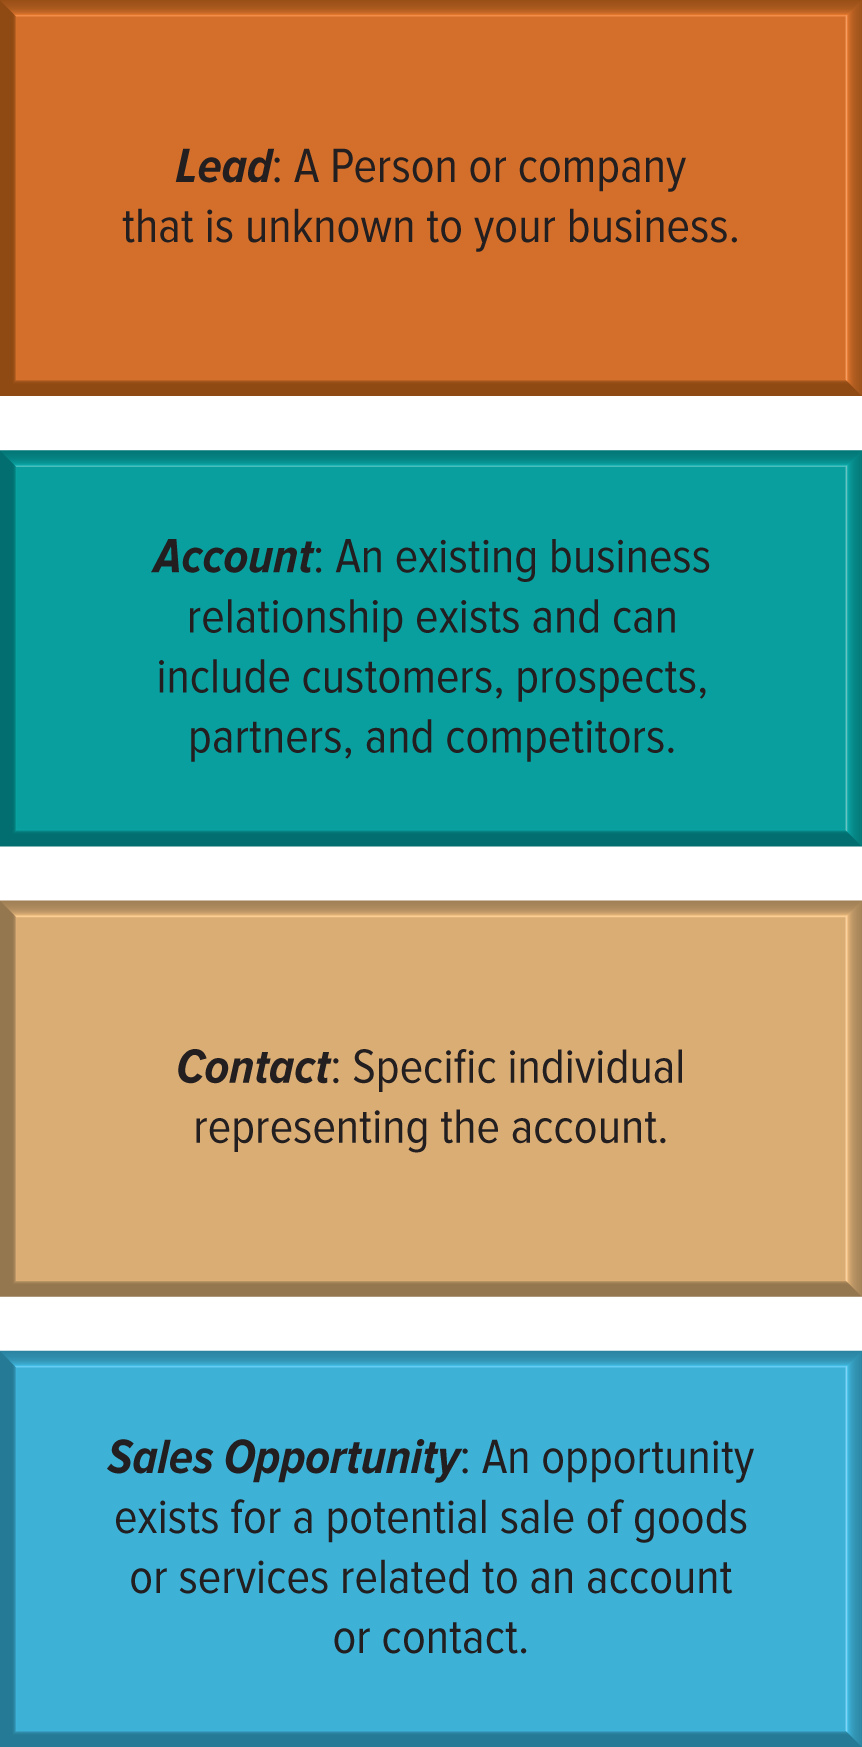 Lead: A Person or company
that is unknown to your business.
Account: An existing business
relationship exists and can
include customers, prospects,
partners, and competitors.
Contact: Specific individual
representing the account.
Sales Opportunity: An opportunity
exists for a potential sale of goods
or services related to an account
or contact.